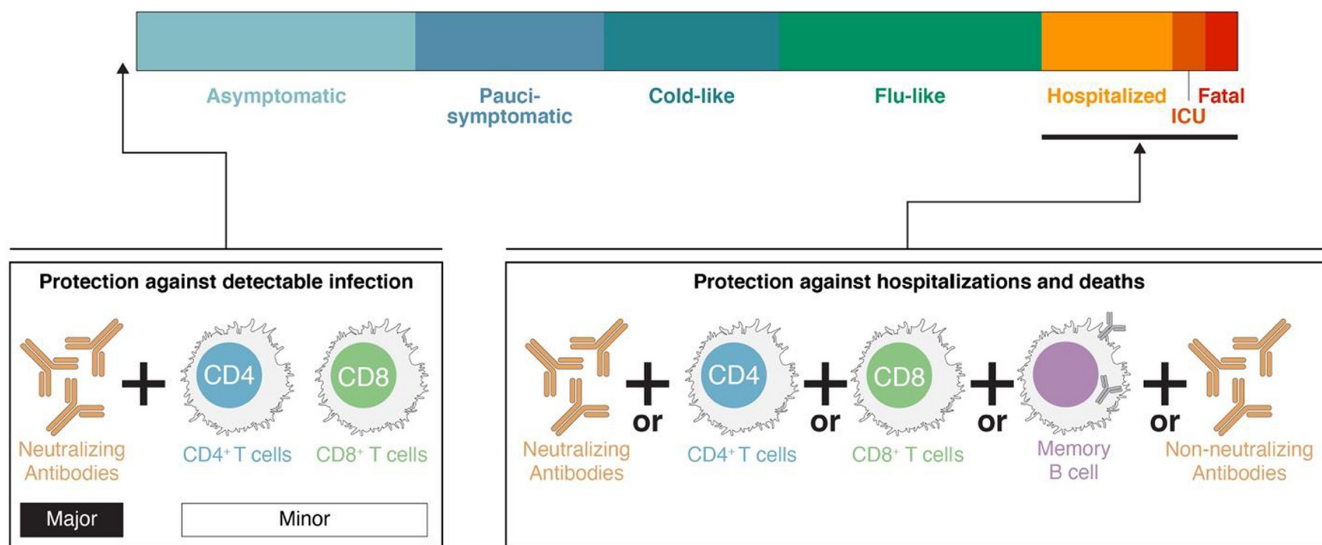 Asymptomatic
Pauci-
symptomatic
Cold-like
Flu-like
Hospitalized
ICU
Fatal
Protection against detectable infection
CD4
CD8
Neutralizing
Antibodies
CD4⁺ T cells
CD8⁺ T cells
Major
Minor
Protection against hospitalizations and deaths
CD4
CD8
or
or
or
or
Neutralizing
Antibodies
CD4⁺ T cells
CD8⁺ T cells
Memory
B cell
Non-neutralizing
Antibodies